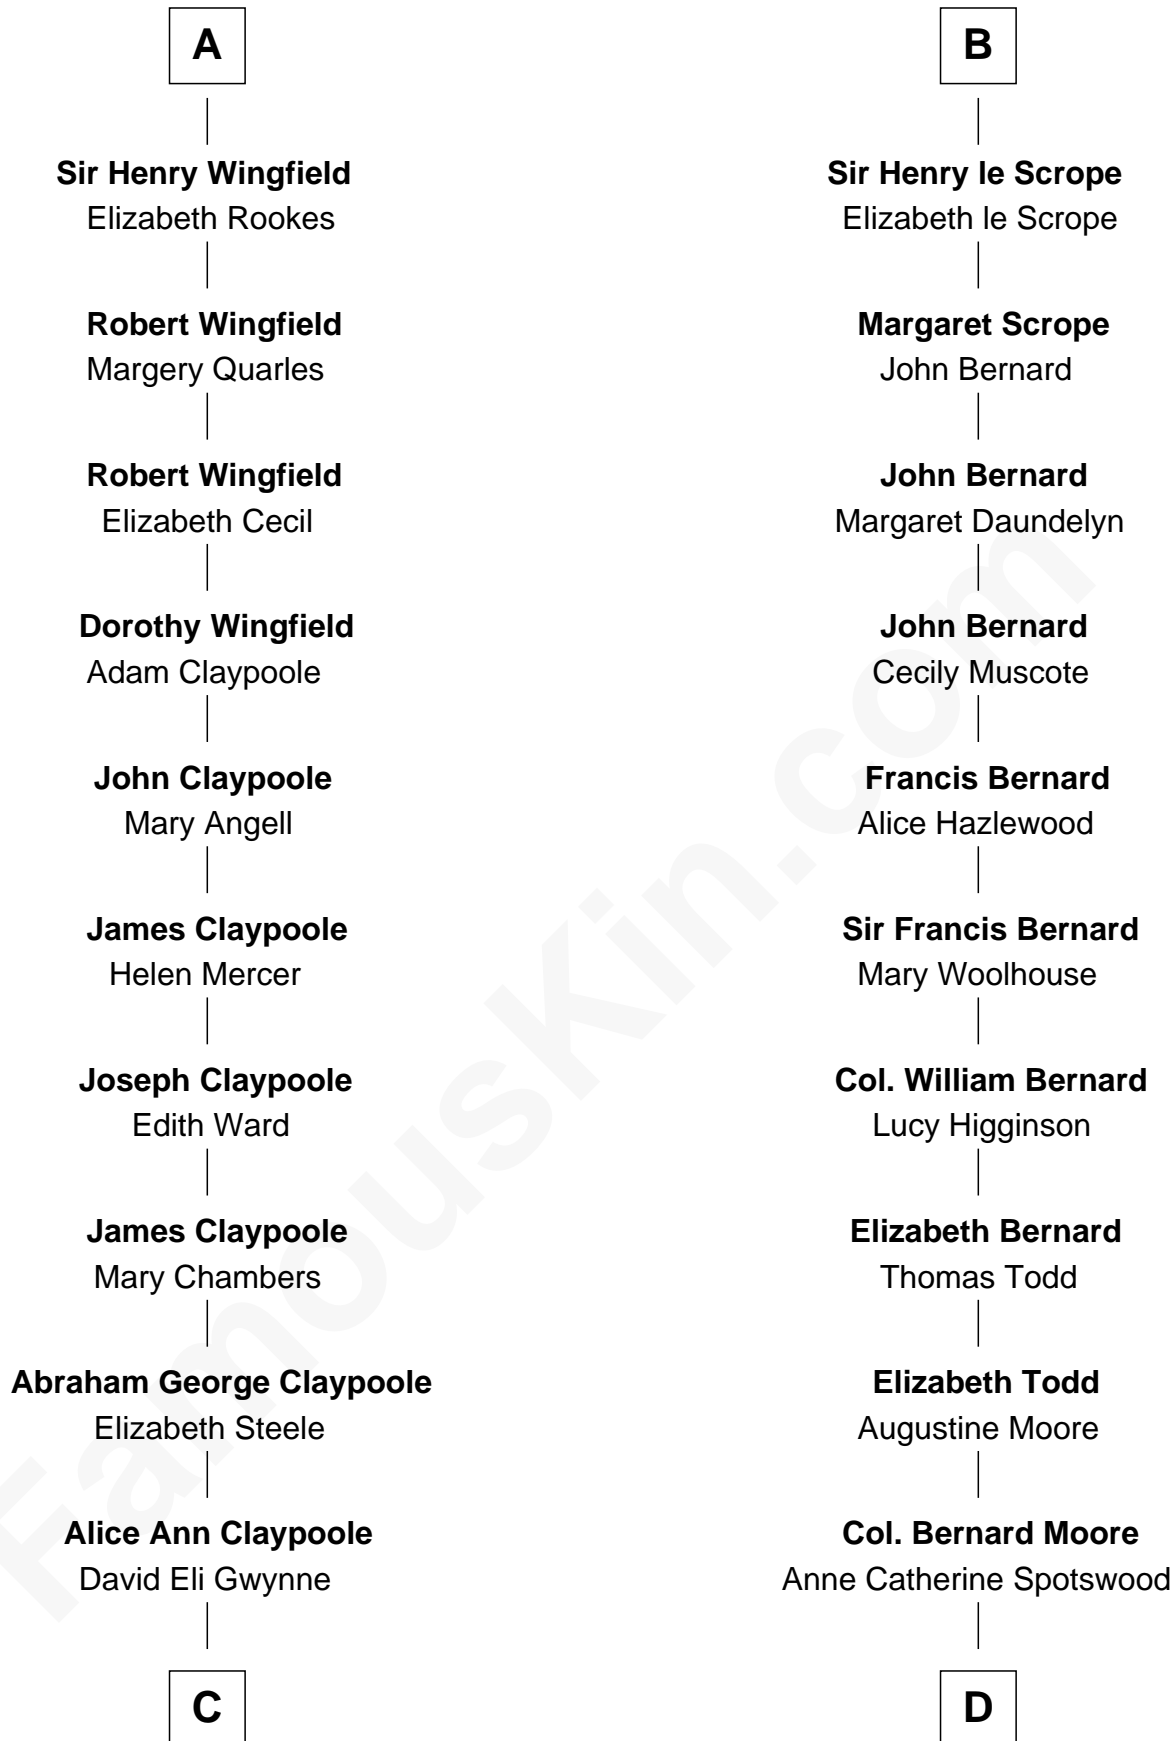 A
Sir Henry Wingfield
Elizabeth Rookes
Robert Wingfield
Margery Quarles
Robert Wingfield
Elizabeth Cecil
Dorothy Wingfield
Adam Claypoole
John Claypoole
Mary Angell
James Claypoole
Helen Mercer
Joseph Claypoole
Edith Ward
James Claypoole
Mary Chambers
Abraham George Claypoole
Elizabeth Steele
Alice Ann Claypoole
David Eli Gwynne
C
B
Sir Henry le Scrope
Elizabeth le Scrope
Margaret Scrope
John Bernard
John Bernard
Margaret Daundelyn
John Bernard
Cecily Muscote
Francis Bernard
Alice Hazlewood
Sir Francis Bernard
Mary Woolhouse
Col. William Bernard
Lucy Higginson
Elizabeth Bernard
Thomas Todd
Elizabeth Todd
Augustine Moore
Col. Bernard Moore
Anne Catherine Spotswood
D
FamousKin.com